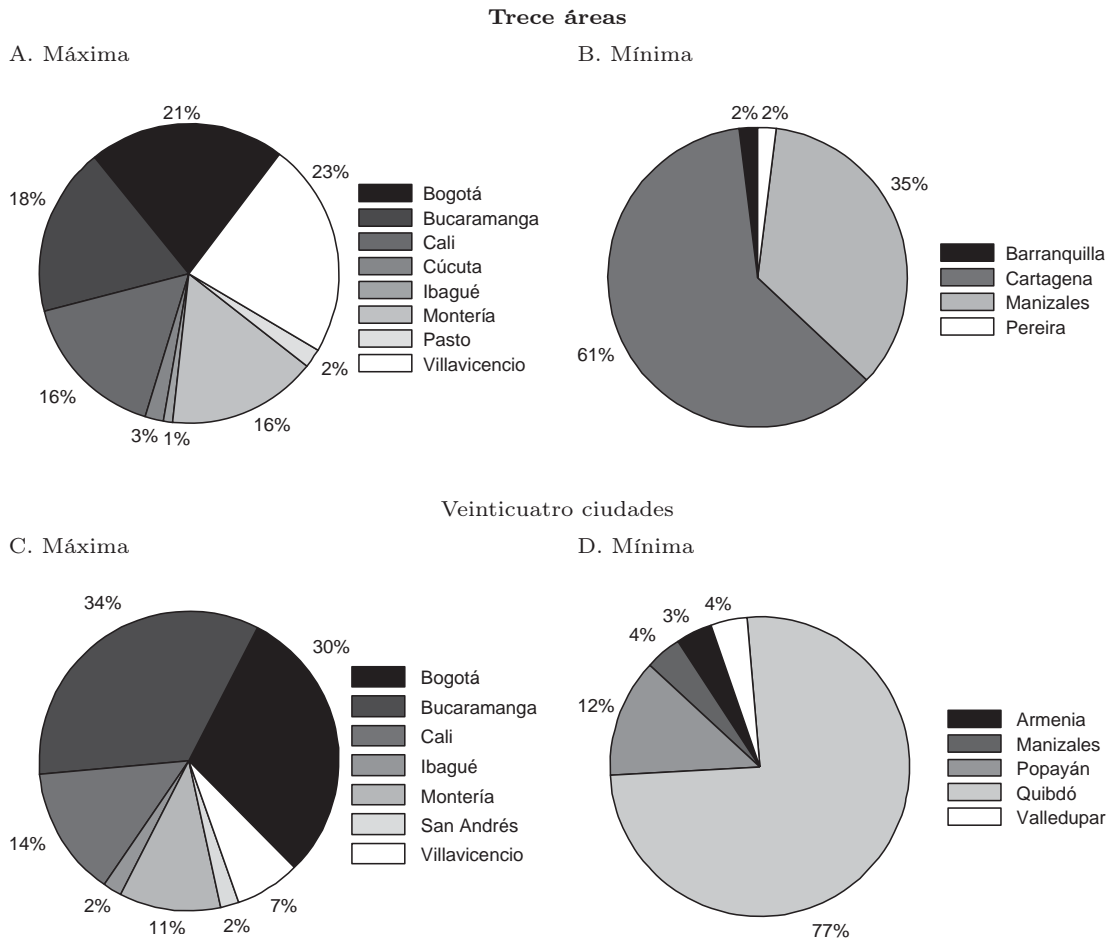 Trece áreas
A. Máxima
B. Mínima
21%
23%
18%
16%
3%
1%
16%
2%
Bogotá
Bucaramanga
Cali
Cúcuta
Ibagué
Montería
Pasto
Villavicencio
2%
2%
35%
61%
Barranquilla
Cartagena
Manizales
Pereira
Veinticuatro ciudades
C. Máxima
D. Mínima
34%
30%
14%
2%
11%
2%
7%
Bogotá
Bucaramanga
Cali
Ibagué
Montería
San Andrés
Villavicencio
4%
3%
4%
12%
77%
Armenia
Manizales
Popayán
Quibdó
Valledupar